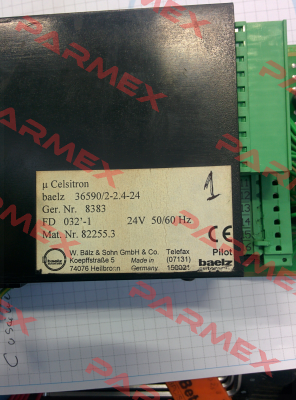 µ Celsitron
baelz 36590/2-2.4-24
Ger. Nr. 8383
FD 032'-1 24V 50/60 Hz
Mat. Nr. 82255.3
1
CE
W. Bälz & Sohn GmbH & Co. Telefax Pilot
Koepffstraße 5 Made in (07131) baelz
74076 Heilbronn Germany 150021
PARMEX
PARMEX
PARMEX
PARMEX
PARMEX